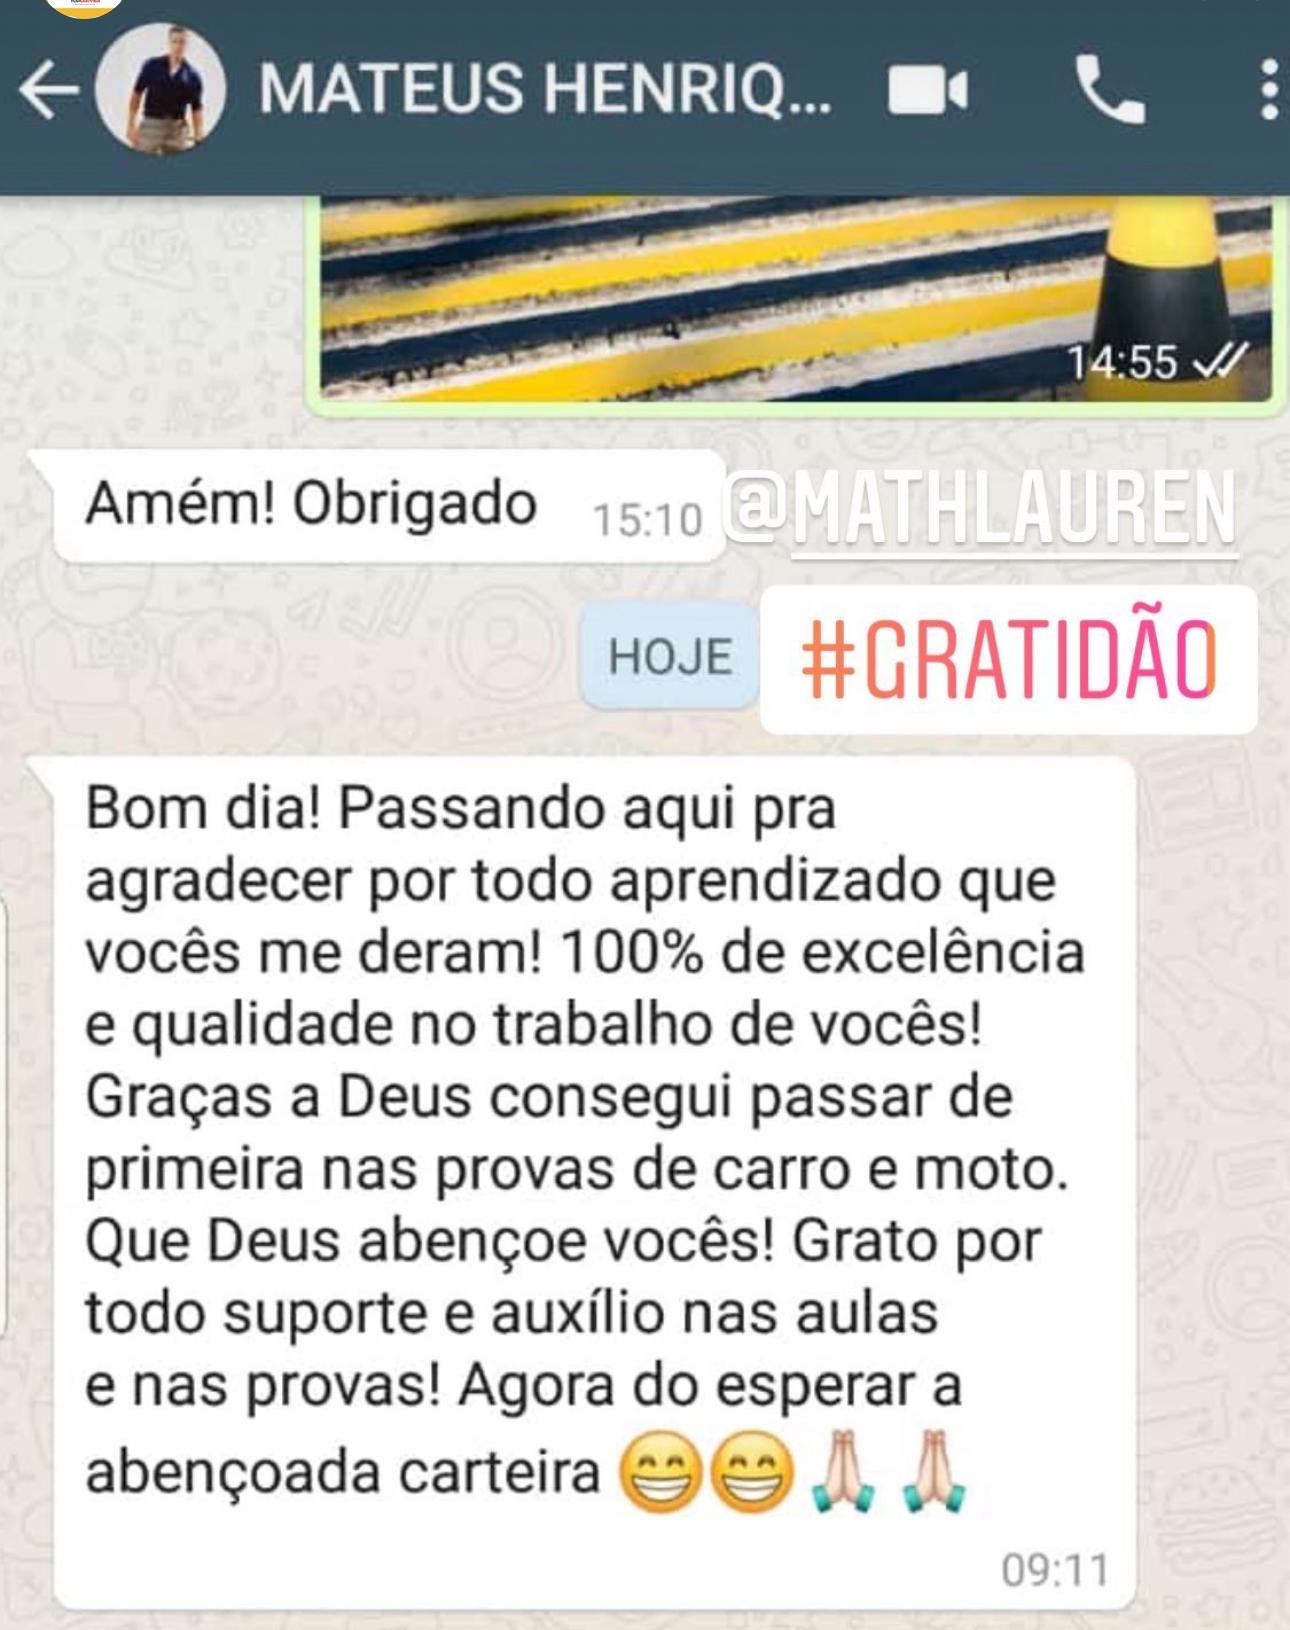 MATEUS HENRIQ...
14:55
Amém! Obrigado 15:10
@MATHLAUREN
HOJE
#GRATIDÃO
Bom dia! Passando aqui pra
agradecer por todo aprendizado que
vocês me deram! 100% de excelência
e qualidade no trabalho de vocês!
Graças a Deus consegui passar de
primeira nas provas de carro e moto.
Que Deus abençoe vocês! Grato por
todo suporte e auxílio nas aulas
e nas provas! Agora do esperar a
abençoada carteira 😁😁🙏🏻🙏🏻
09:11